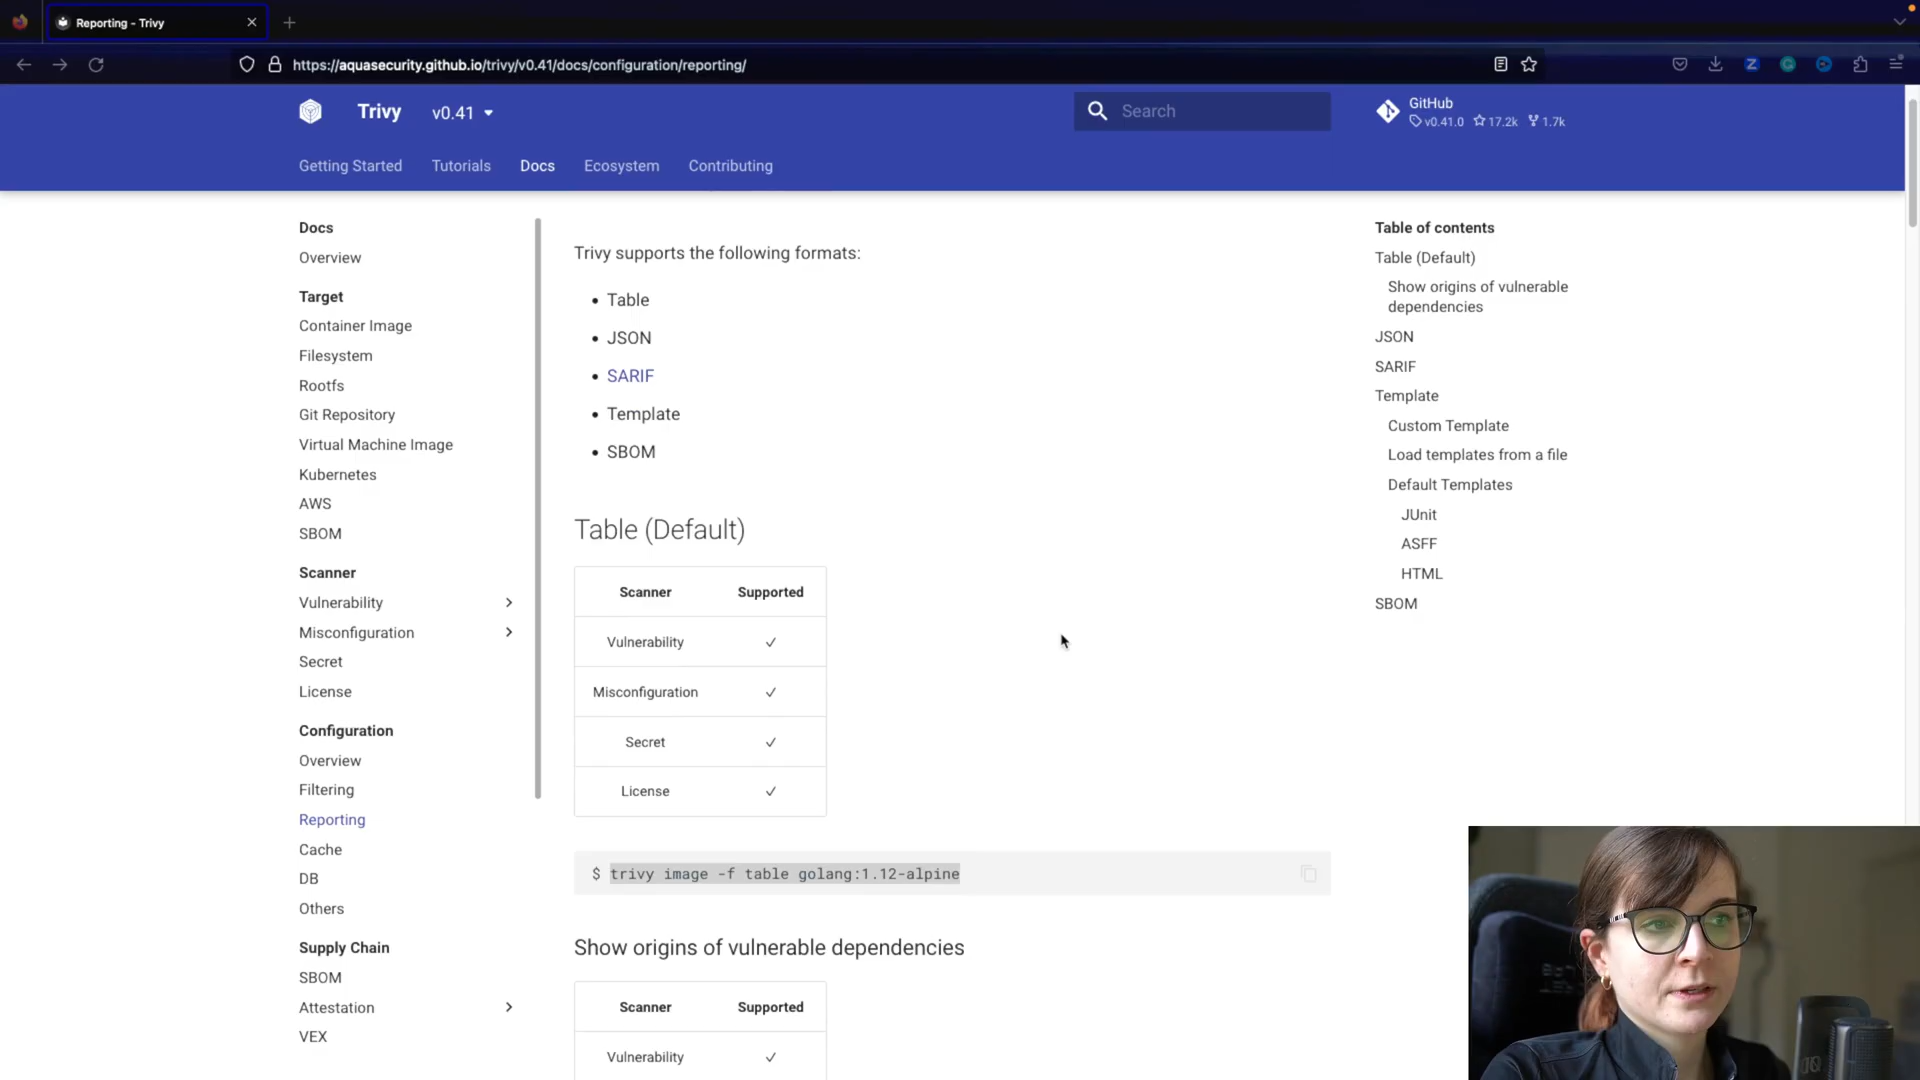 Reporting - Trivy
https://aquasecurity.github.io/trivy/v0.41/docs/configuration/reporting/
Trivy
v0.41
Search
GitHub
v0.41.0 17.2k 1.7k
Getting Started
Tutorials
Docs
Ecosystem
Contributing
Docs
Overview
Target
Container Image
Filesystem
Rootfs
Git Repository
Virtual Machine Image
Kubernetes
AWS
SBOM
Scanner
Vulnerability
Misconfiguration
Secret
License
Configuration
Overview
Filtering
Reporting
Cache
DB
Others
Supply Chain
SBOM
Attestation
VEX
Trivy supports the following formats:
• Table
• JSON
• SARIF
• Template
• SBOM
Table (Default)
Scanner Supported
Vulnerability ✓
Misconfiguration ✓
Secret ✓
License ✓
$ trivy image -f table golang:1.12-alpine
Show origins of vulnerable dependencies
Scanner Supported
Vulnerability ✓
Table of contents
Table (Default)
Show origins of vulnerable
dependencies
JSON
SARIF
Template
Custom Template
Load templates from a file
Default Templates
JUnit
ASFF
HTML
SBOM